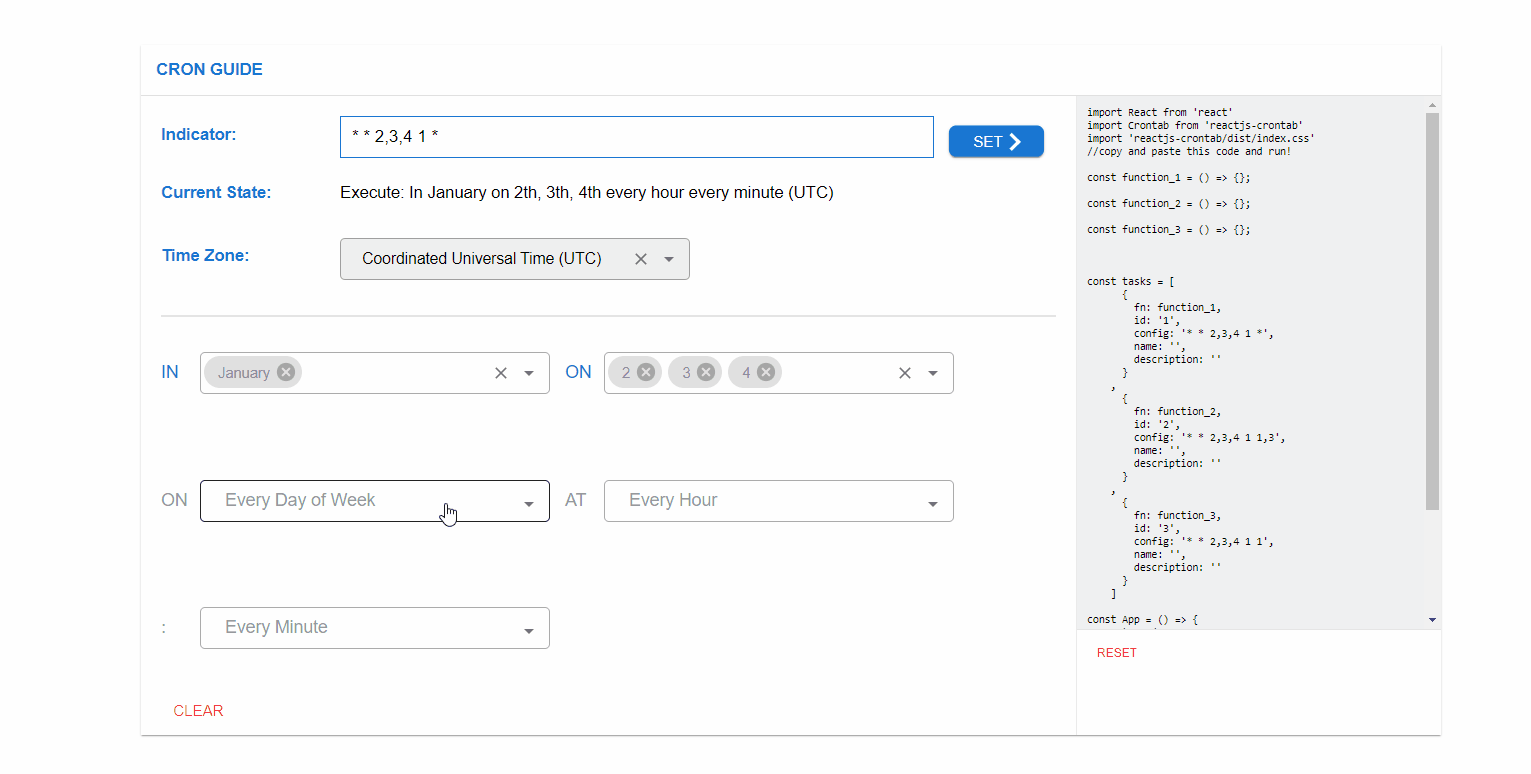 CRON GUIDE
Indicator:
* * 2,3,4 1 *
SET
Current State:
Execute: In January on 2th, 3th, 4th every hour every minute (UTC)
Time Zone:
Coordinated Universal Time (UTC)
IN
January
ON
2
3
4
ON
Every Day of Week
AT
Every Hour
:
Every Minute
CLEAR
import React from 'react'
import Crontab from 'reactjs-crontab'
import 'reactjs-crontab/dist/index.css'
//copy and paste this code and run!
const function_1 = () => {};
const function_2 = () => {};
const function_3 = () => {};
const tasks = [
{
fn: function_1,
id: '1',
config: '* * 2,3,4 1 *',
name: '',
description: ''
}
,
{
fn: function_2,
id: '2',
config: '* * 2,3,4 1 1,3',
name: '',
description: ''
}
,
{
fn: function_3,
id: '3',
config: '* * 2,3,4 1 1',
name: '',
description: ''
}
]
const App = () => {
RESET